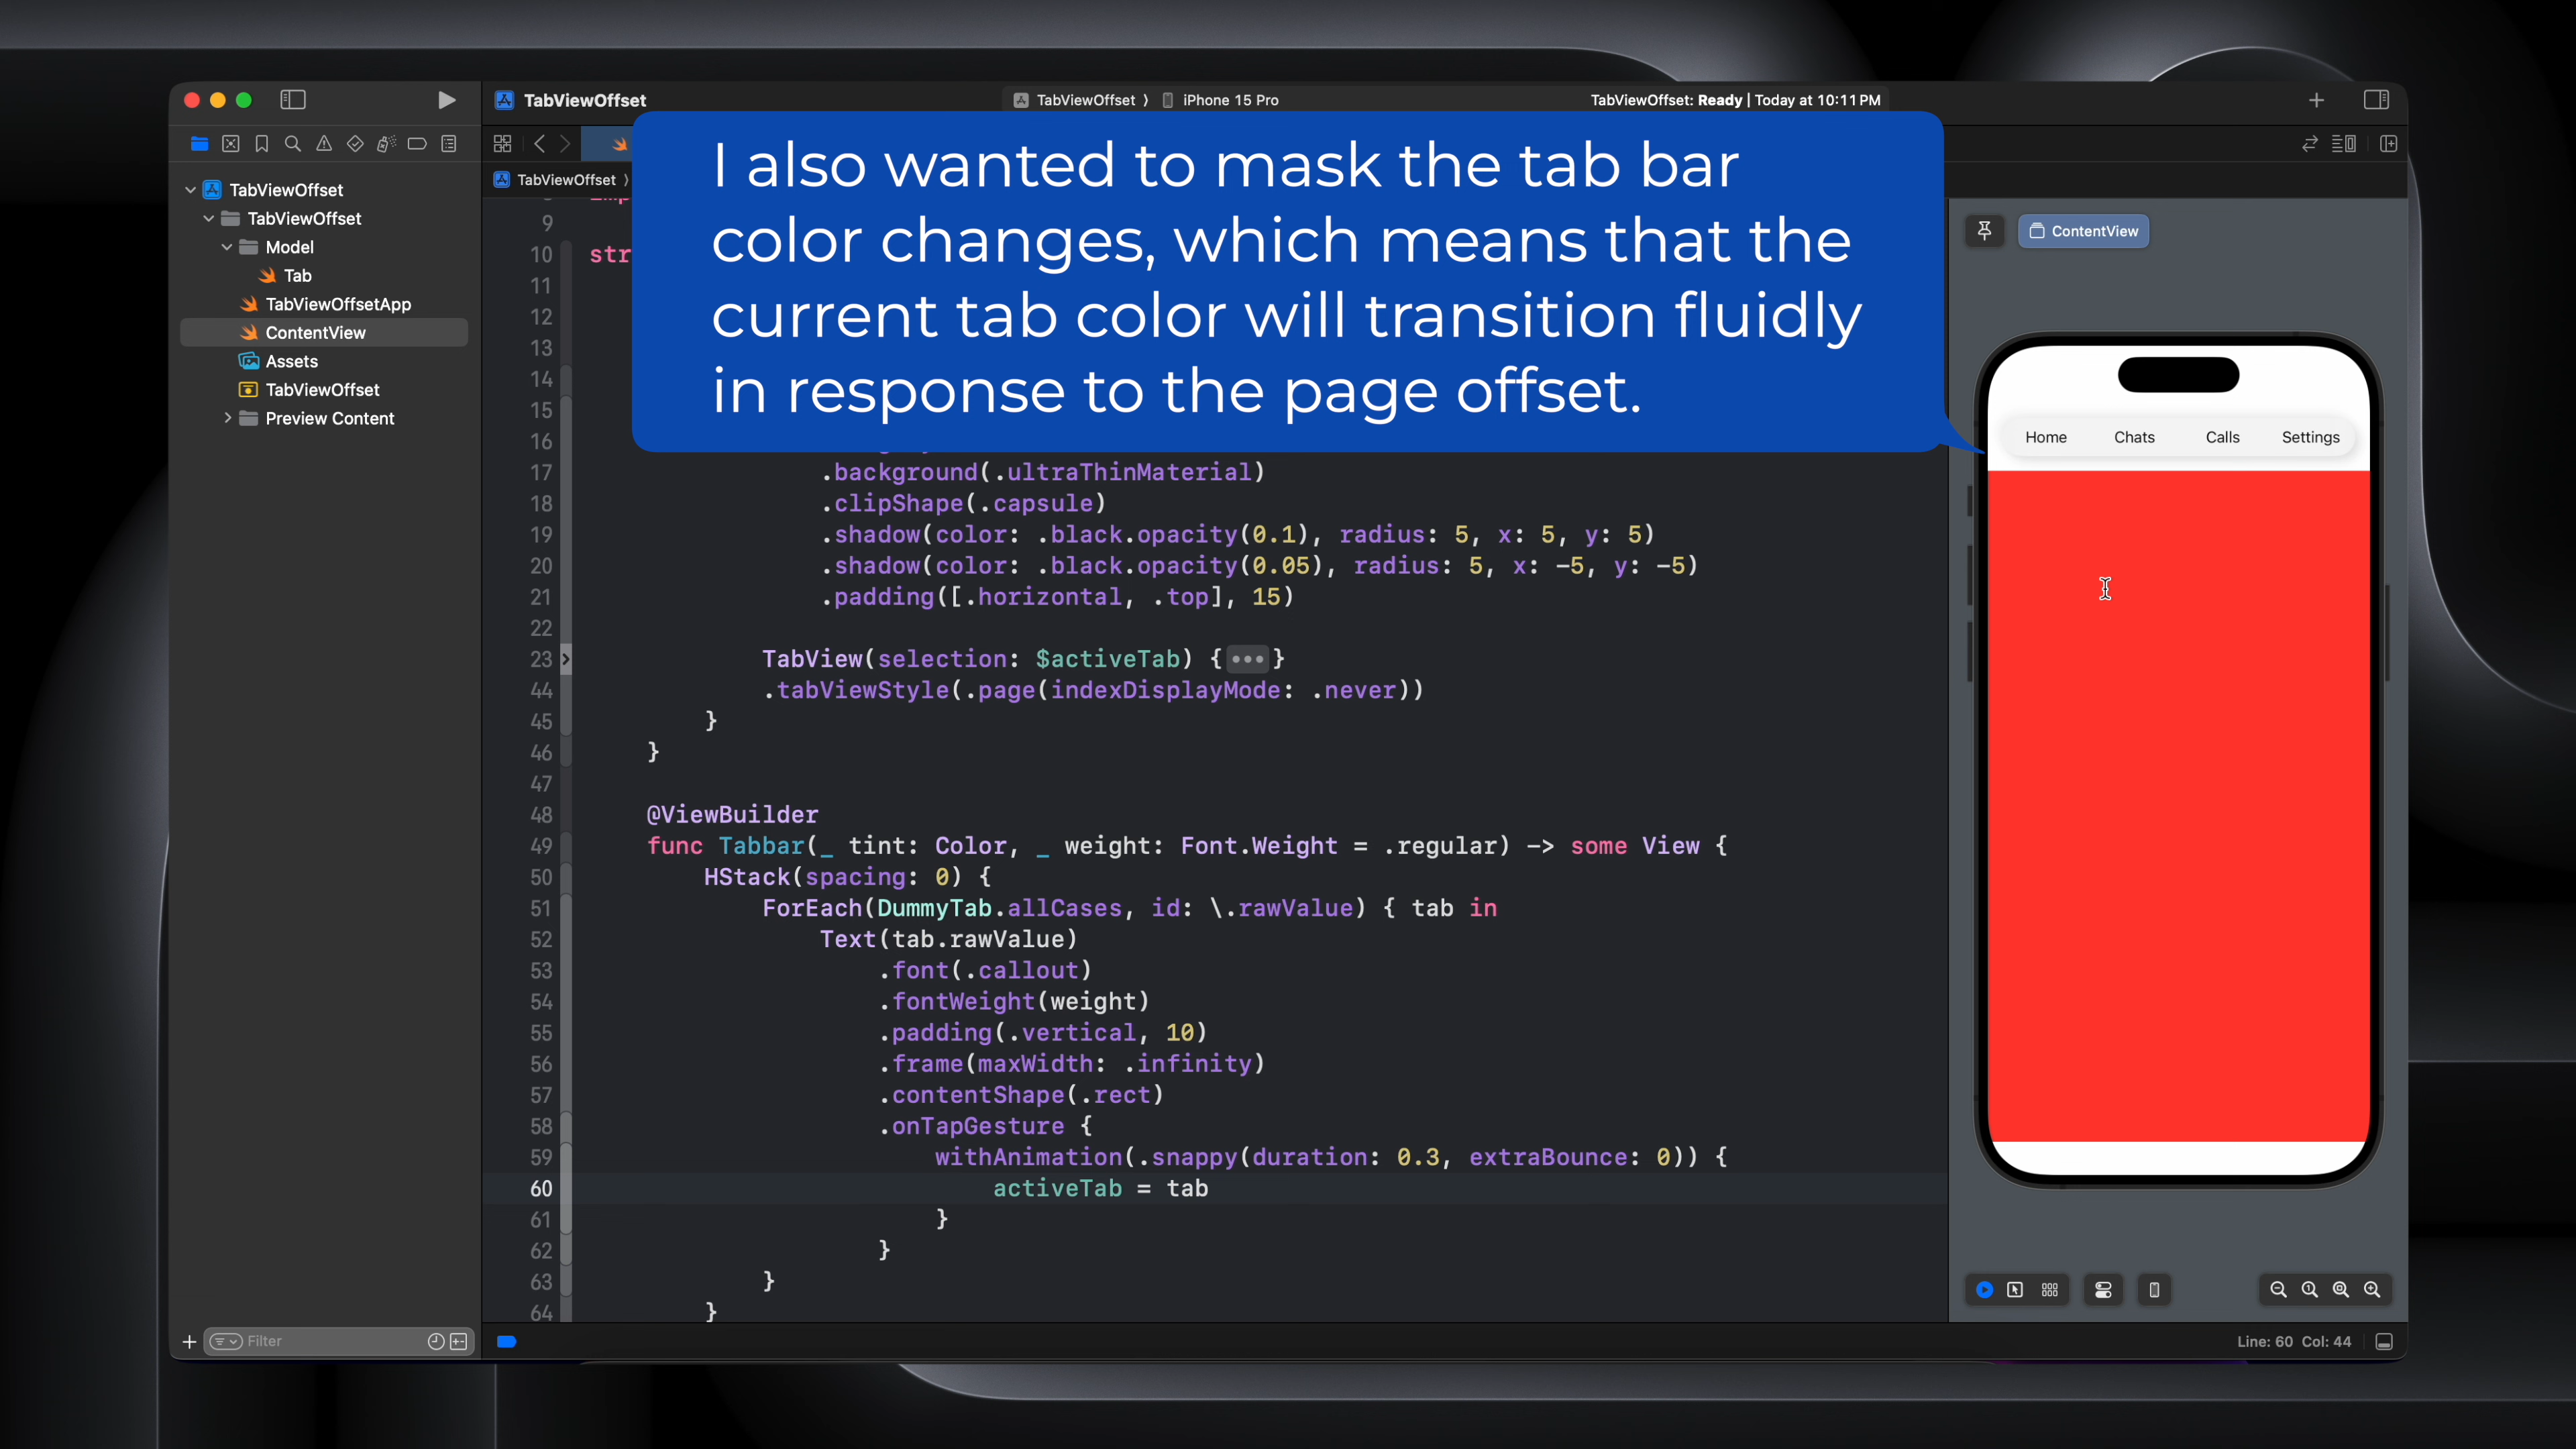 TabViewOffset
TabViewOffset 〉 iPhone 15 Pro
TabViewOffset: Ready | Today at 10:11 PM
TabViewOffset
TabViewOffset
Model
Tab
TabViewOffsetApp
ContentView
Assets
TabViewOffset
Preview Content
Filter
TabViewOffset 〉
I also wanted to mask the tab bar
color changes, which means that the
current tab color will transition fluidly
in response to the page offset.
9
10 str
11
12
13
14
15
16
17 .background(.ultraThinMaterial)
18 .clipShape(.capsule)
19 .shadow(color: .black.opacity(0.1), radius: 5, x: 5, y: 5)
20 .shadow(color: .black.opacity(0.05), radius: 5, x: -5, y: -5)
21 .padding([.horizontal, .top], 15)
22
23 TabView(selection: $activeTab) {•••}
44 .tabViewStyle(.page(indexDisplayMode: .never))
45 }
46 }
47
48 @ViewBuilder
49 func Tabbar(_ tint: Color, _ weight: Font.Weight = .regular) -> some View {
50 HStack(spacing: 0) {
51 ForEach(DummyTab.allCases, id: \.rawValue) { tab in
52 Text(tab.rawValue)
53 .font(.callout)
54 .fontWeight(weight)
55 .padding(.vertical, 10)
56 .frame(maxWidth: .infinity)
57 .contentShape(.rect)
58 .onTapGesture {
59 withAnimation(.snappy(duration: 0.3, extraBounce: 0)) {
60 activeTab = tab
61 }
62 }
63 }
64 }
ContentView
Home Chats Calls Settings
Line: 60 Col: 44